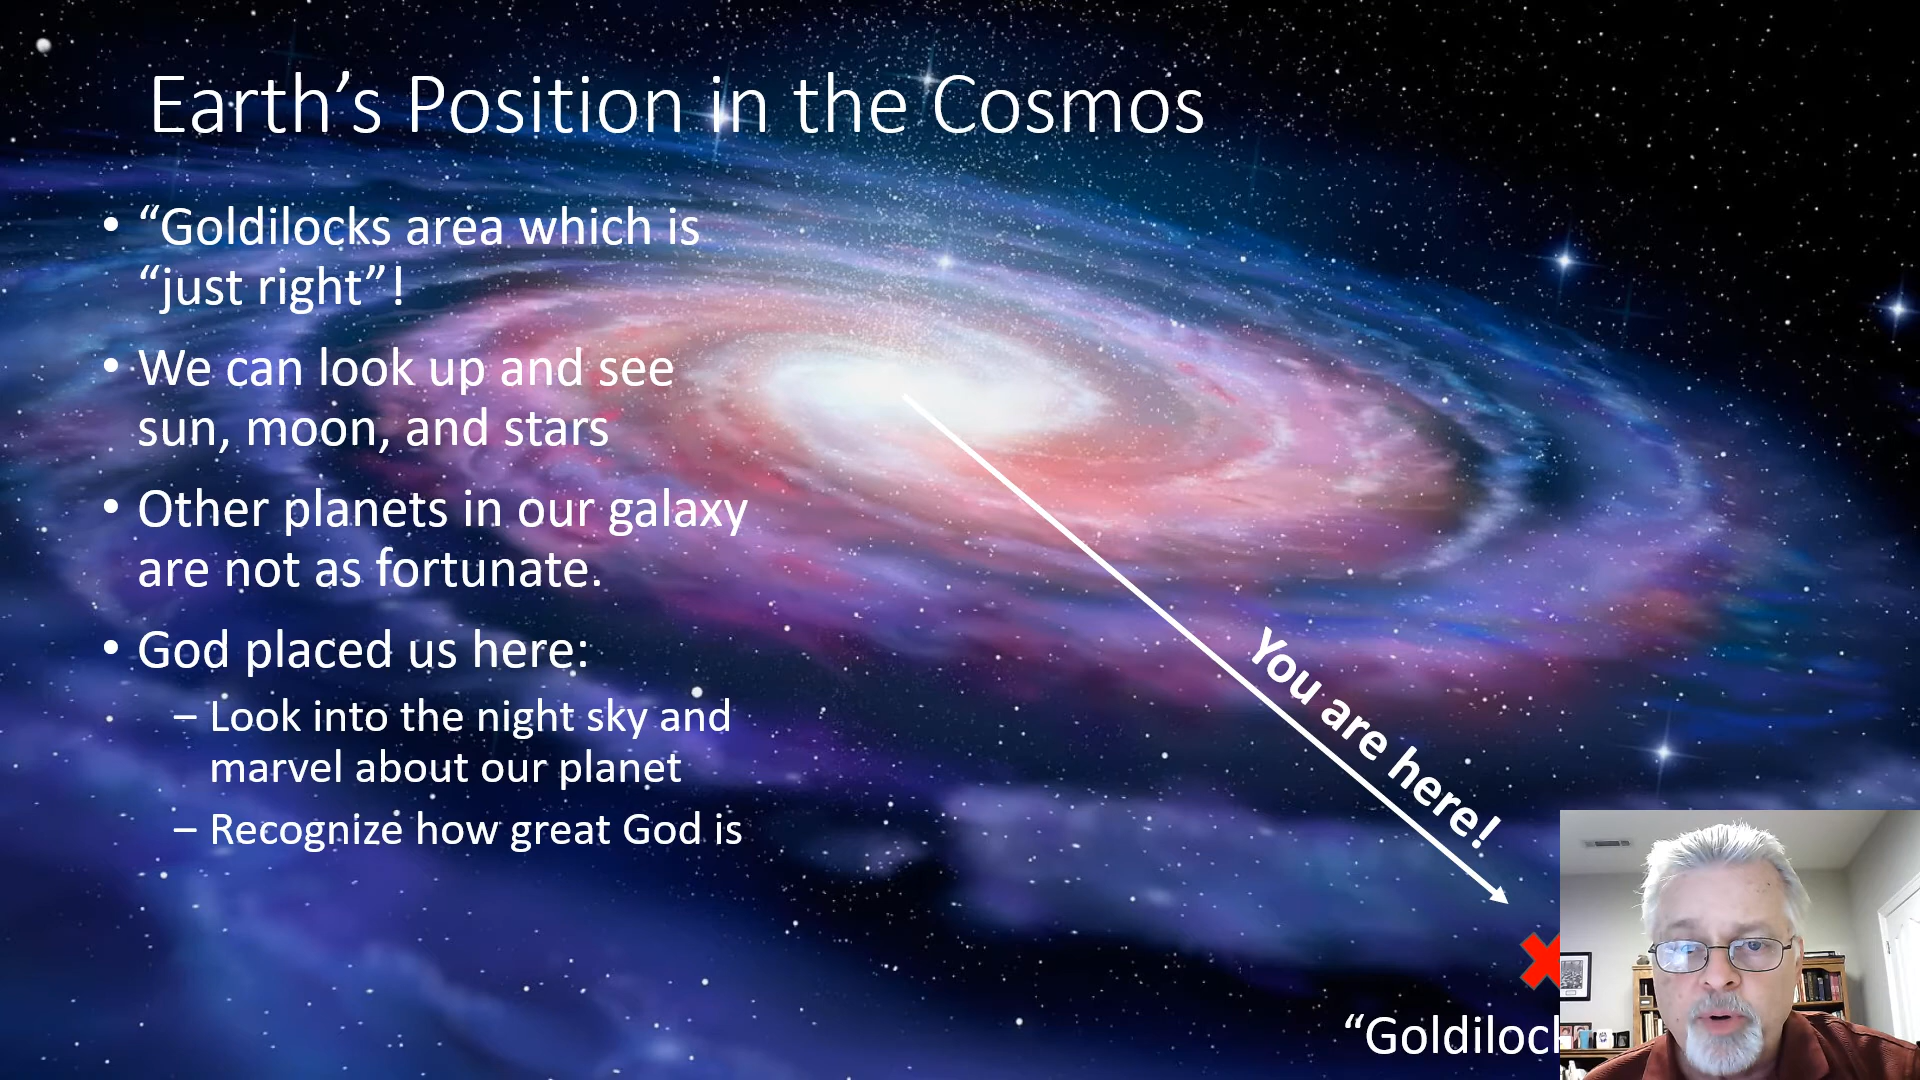 Earth’s Position in the Cosmos
• “Goldilocks area which is
“just right”!
• We can look up and see
sun, moon, and stars
• Other planets in our galaxy
are not as fortunate.
• God placed us here:
– Look into the night sky and
marvel about our planet
– Recognize how great God is
You are here!